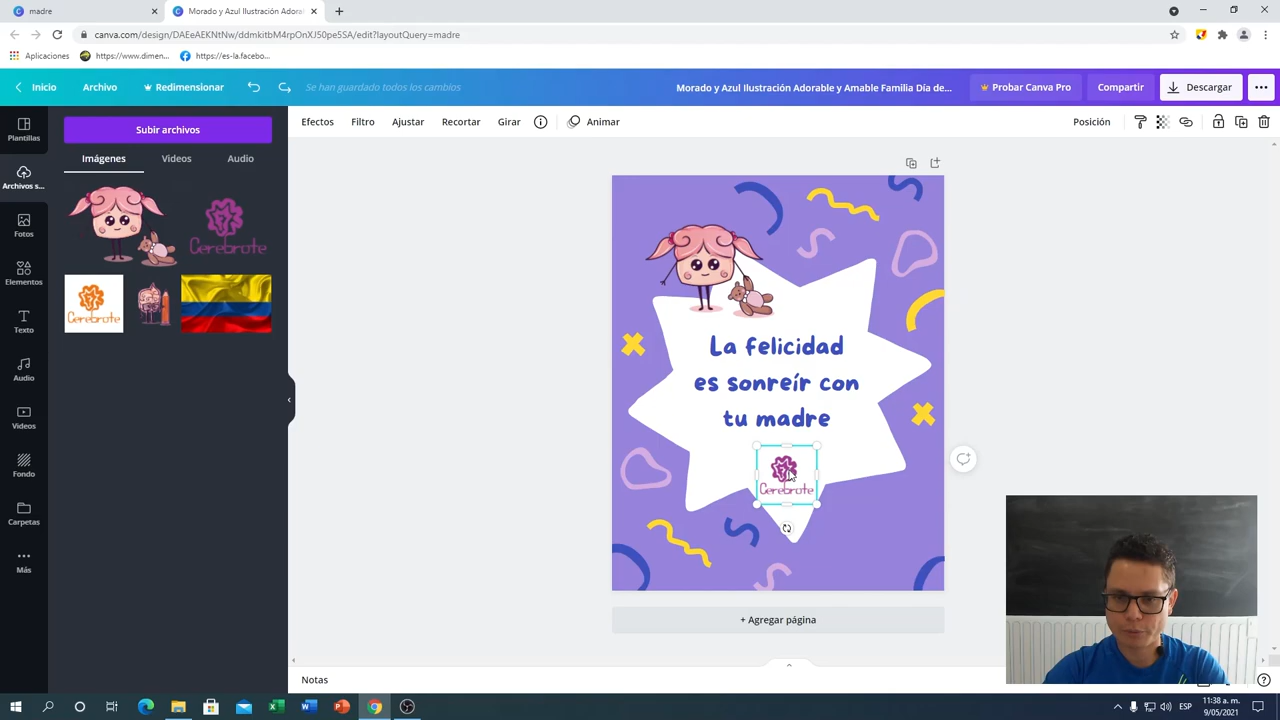 madre
Morado y Azul Ilustración Adorabl
canva.com/design/DAEeAEKNtNw/ddmkitbM4rpOnXJ50pe5SA/edit?layoutQuery=madre
Aplicaciones
https://www.dimen...
https://es-la.facebo...
Inicio
Archivo
Redimensionar
Se han guardado todos los cambios
Morado y Azul Ilustración Adorable y Amable Familia Día de...
Probar Canva Pro
Compartir
Descargar
Plantillas
Archivos s...
Fotos
Elementos
Texto
Audio
Videos
Fondo
Carpetas
Más
Subir archivos
Imágenes
Videos
Audio
Cerebrote
Cerebrote
Efectos
Filtro
Ajustar
Recortar
Girar
Animar
Posición
La felicidad
es sonreír con
tu madre
Cerebrote
+ Agregar página
Notas
ESP
11:38 a. m.
9/05/2021